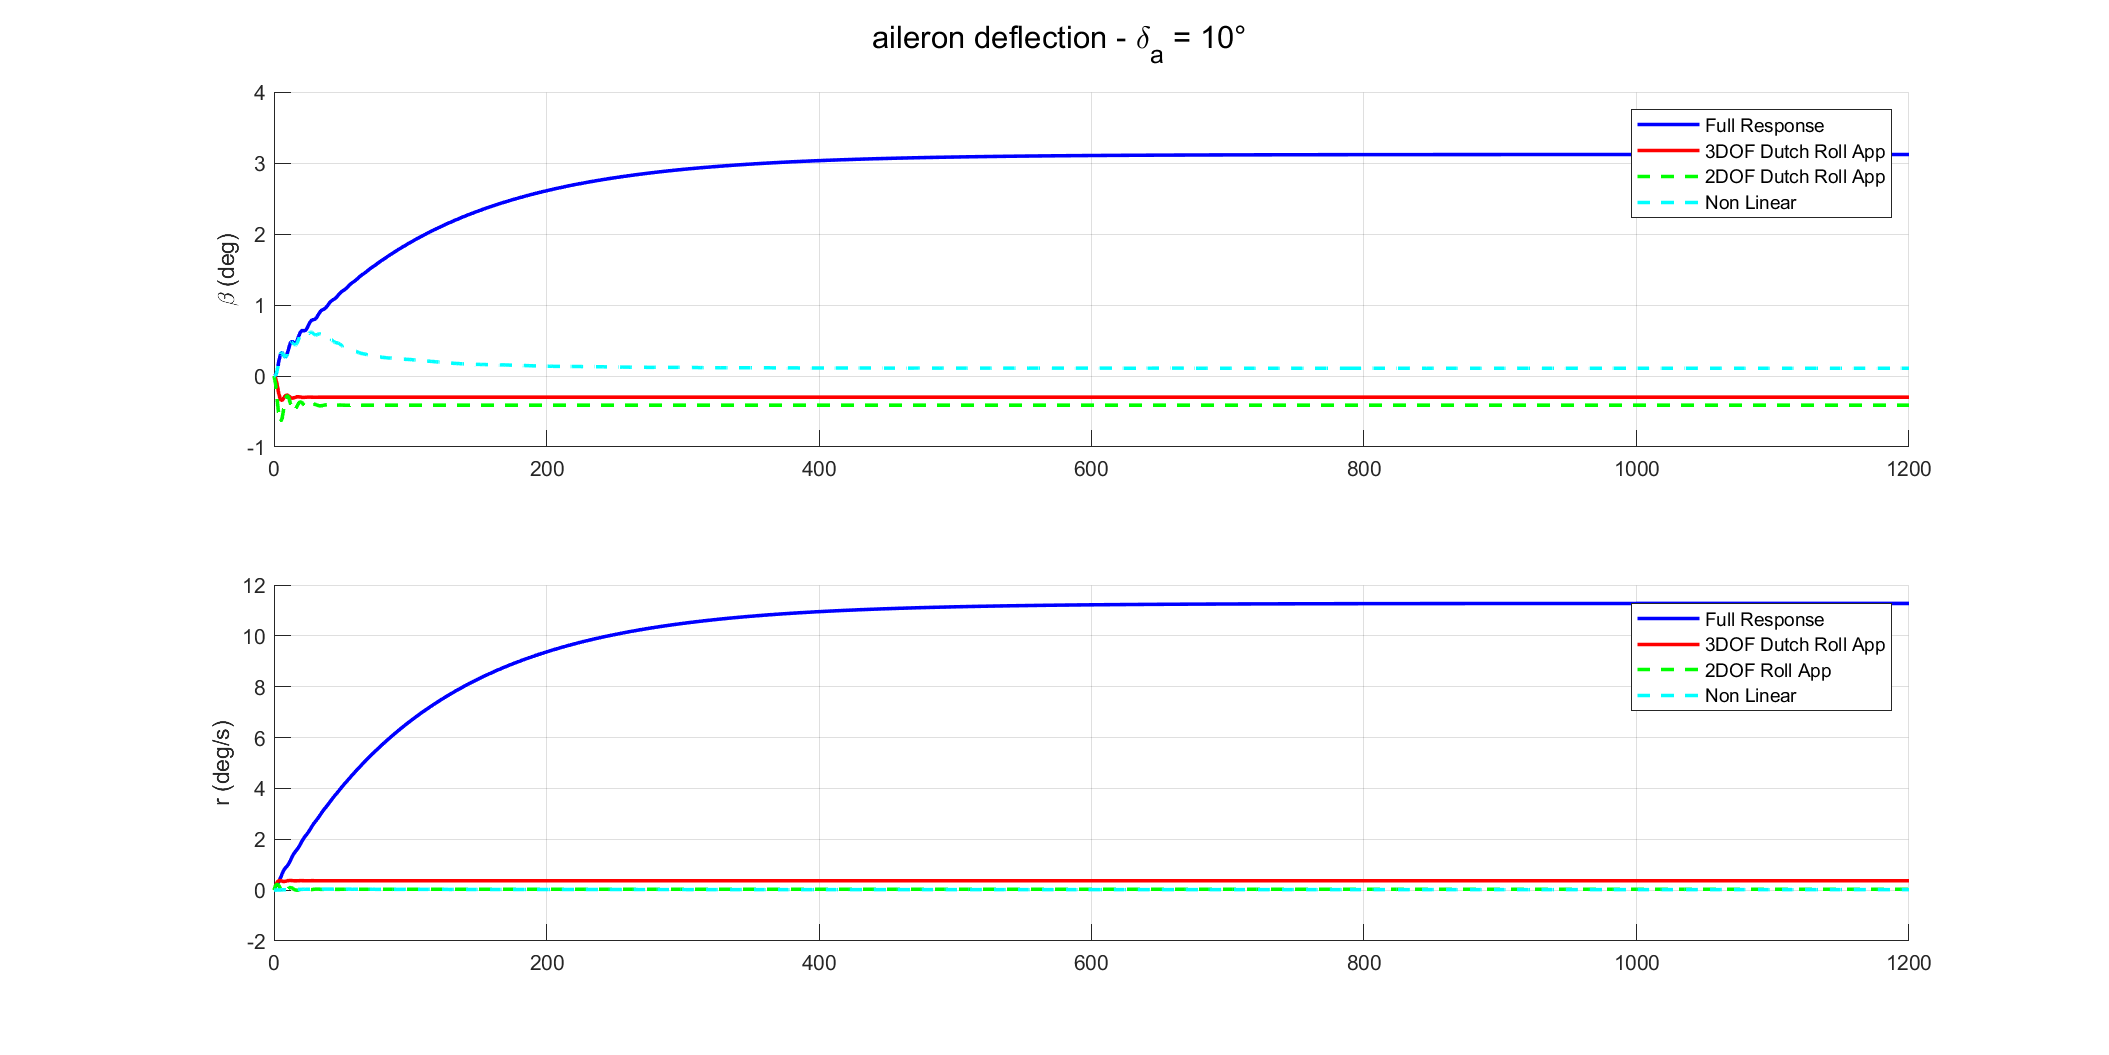 aileron deflection - δa = 10°
4
3
2
1
0
-1
β (deg)
0 200 400 600 800 1000 1200
Full Response
3DOF Dutch Roll App
2DOF Dutch Roll App
Non Linear
12
10
8
6
4
2
0
-2
r (deg/s)
0 200 400 600 800 1000 1200
Full Response
3DOF Dutch Roll App
2DOF Roll App
Non Linear